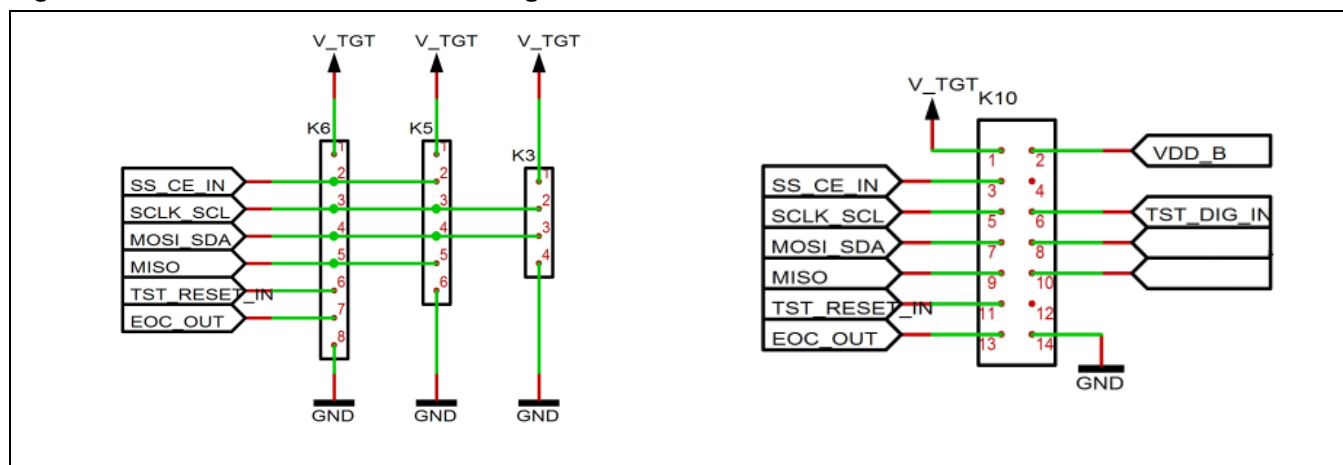 V_TGT V_TGT V_TGT
K6 K5 K3
1 1 1
SS_CE_IN 2 2
SCLK_SCL 3 3 2
MOSI_SDA 4 4 3
MISO 5 5 4
TST_RESET_IN 6 6
EOC_OUT 7
8
GND GND GND
V_TGT K10
1 2 VDD_B
SS_CE_IN 3 4
SCLK_SCL 5 6 TST_DIG_IN
MOSI_SDA 7 8
MISO 9 10
TST_RESET_IN 11 12
EOC_OUT 13 14
GND